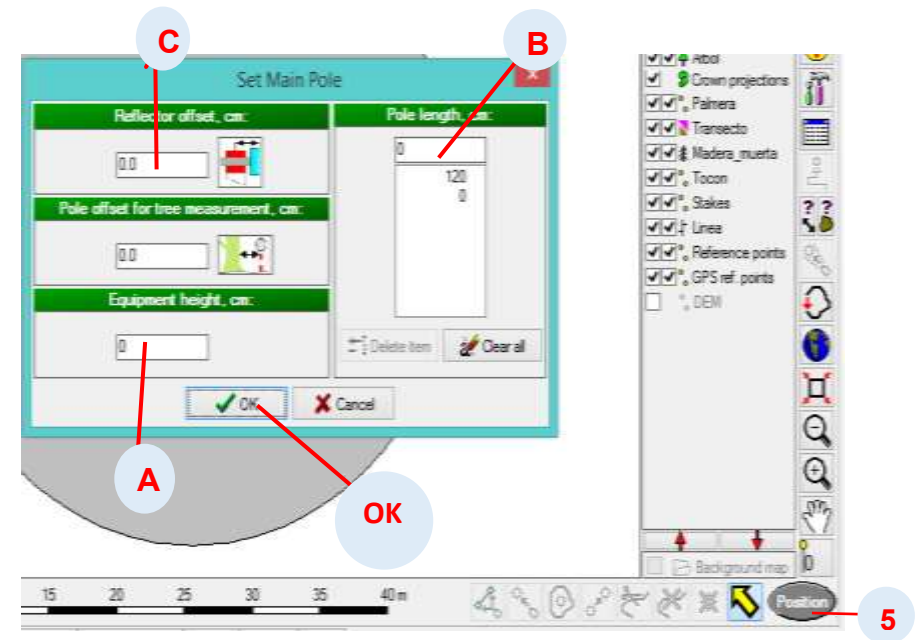 C
B
Set Main Pole
Reflector offset, cm:
0.0
Pole offset for tree measurement, cm:
0.0
Equipment height, cm:
0
Pole length, cm:
0
120
0
Delete item
Clear all
OK
Cancel
A
OK
Arbol
Crown projections
Palmera
Transecto
Madera_muerta
Tocon
Stakes
Linea
Reference points
GPS ref. points
DEM
? ?
0
Background map
15 20 25 30 35 40 m
Position
5